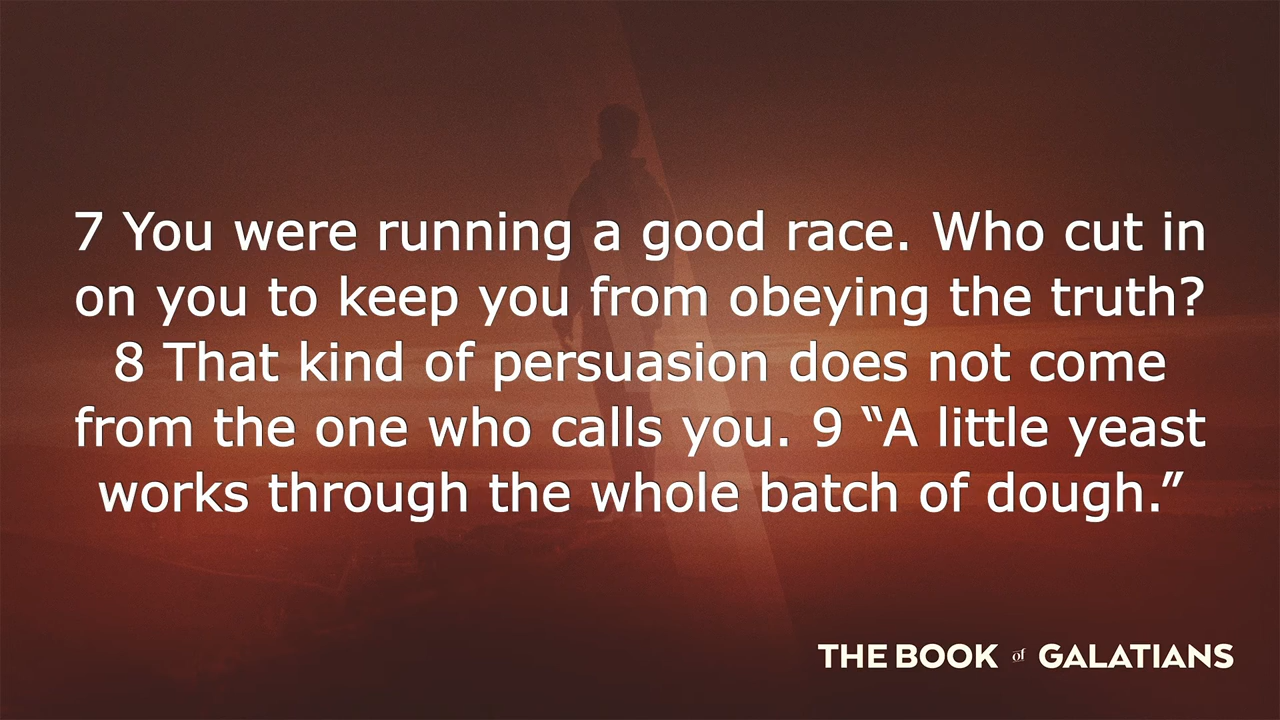 7 You were running a good race. Who cut in
on you to keep you from obeying the truth?
8 That kind of persuasion does not come
from the one who calls you. 9 “A little yeast
works through the whole batch of dough.”
THE BOOK of GALATIANS